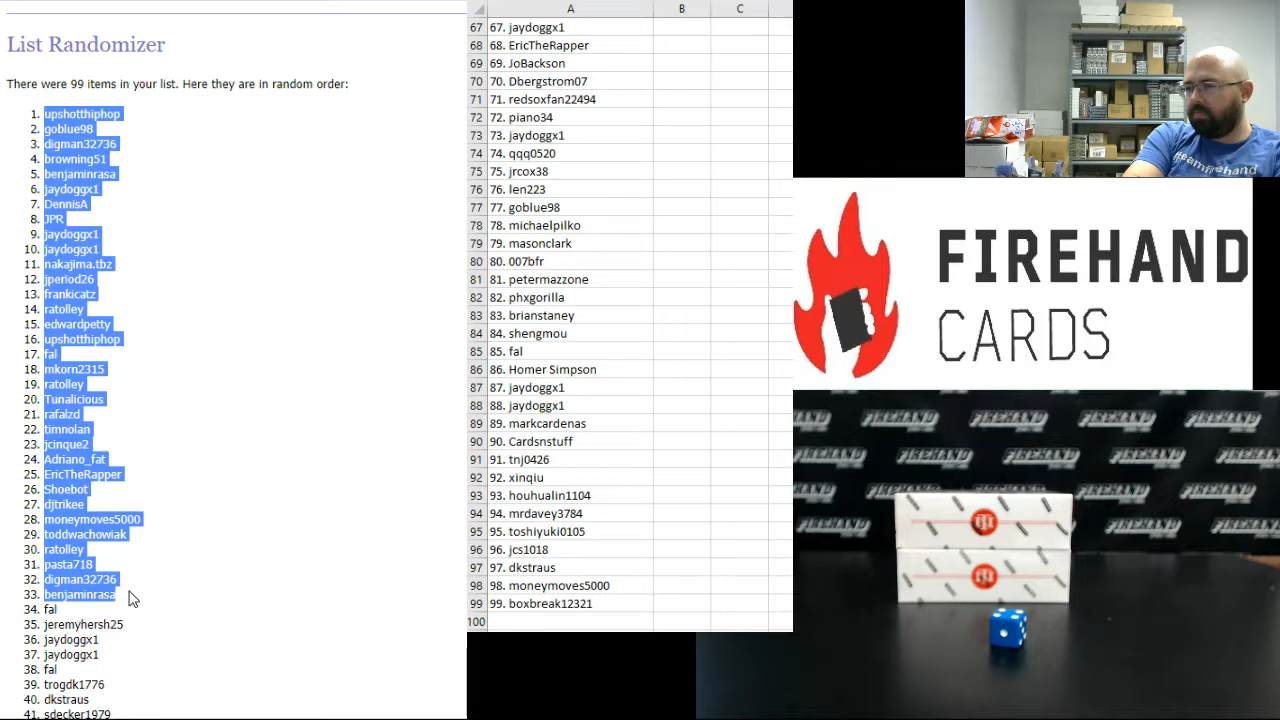 List Randomizer
There were 99 items in your list. Here they are in random order:
1. upshotthiphop
2. goblue98
3. digman32736
4. browning51
5. benjaminrasa
6. jaydoggx1
7. DennisA
8. JPR
9. jaydoggx1
10. jaydoggx1
11. nakajima.tbz
12. jperiod26
13. frankicatz
14. ratolley
15. edwardpetty
16. upshotthiphop
17. fal
18. mkorn2315
19. ratolley
20. Tunalicious
21. rafalzd
22. timnolan
23. jcinque2
24. Adriano_fat
25. EricTheRapper
26. Shoebot
27. djtrikee
28. moneymoves5000
29. toddwachowiak
30. ratolley
31. pasta718
32. digman32736
33. benjaminrasa
34. fal
35. jeremyhersh25
36. jaydoggx1
37. jaydoggx1
38. fal
39. trogdk1776
40. dkstraus
41. sdecker1979
A B C
67 67. jaydoggx1
68 68. EricTheRapper
69 69. JoBackson
70 70. Dbergstrom07
71 71. redsoxfan22494
72 72. piano34
73 73. jaydoggx1
74 74. qqq0520
75 75. jrcox38
76 76. len223
77 77. goblue98
78 78. michaelpilko
79 79. masonclark
80 80. 007bfr
81 81. petermazzone
82 82. phxgorilla
83 83. brianstaney
84 84. shengmou
85 85. fal
86 86. Homer Simpson
87 87. jaydoggx1
88 88. jaydoggx1
89 89. markcardenas
90 90. Cardsnstuff
91 91. tnj0426
92 92. xinqiu
93 93. houhualin1104
94 94. mrdavey3784
95 95. toshiyuki0105
96 96. jcs1018
97 97. dkstraus
98 98. moneymoves5000
99 99. boxbreak12321
100
FIREHAND
CARDS